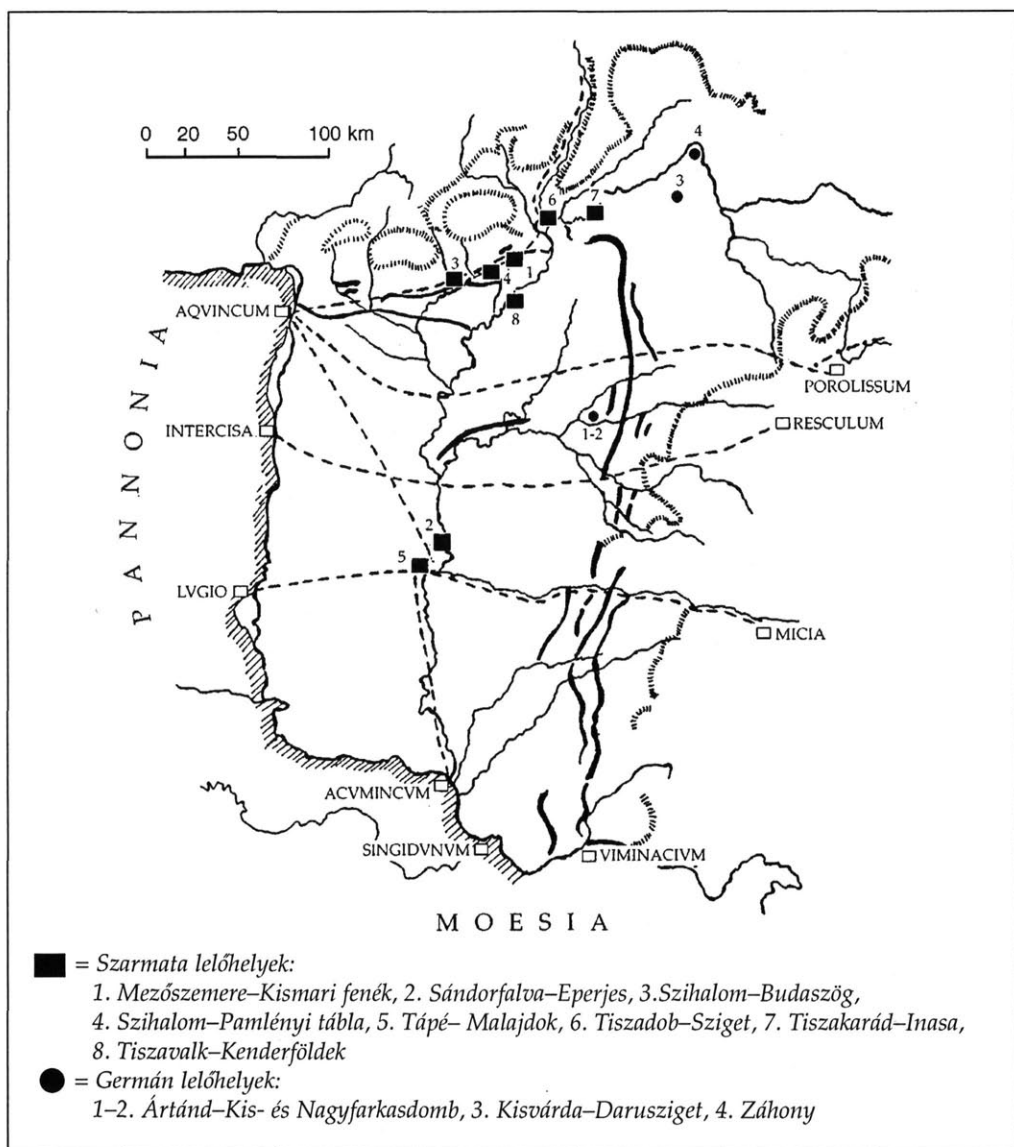 0 20 50 100 km
4
3
6 7
3 4 1
8
AQVINCUM
PANNONIA
POROLISSUM
INTERCISA
1-2
RESCULUM
2
5
LVGIO
MICIA
ACVMINCVM
SINGIDVNVM
VIMINACIVM
MOESIA
= Szarmata lelőhelyek:
1. Mezőszemere–Kismari fenék, 2. Sándorfalva–Eperjes, 3.Szihalom–Budaszög,
4. Szihalom–Pamlényi tábla, 5. Tápé– Malajdok, 6. Tiszadob–Sziget, 7. Tiszakarád–Inasa,
8. Tiszavalk–Kenderföldek
= Germán lelőhelyek:
1–2. Ártánd–Kis- és Nagyfarkasdomb, 3. Kisvárda–Darusziget, 4. Záhony